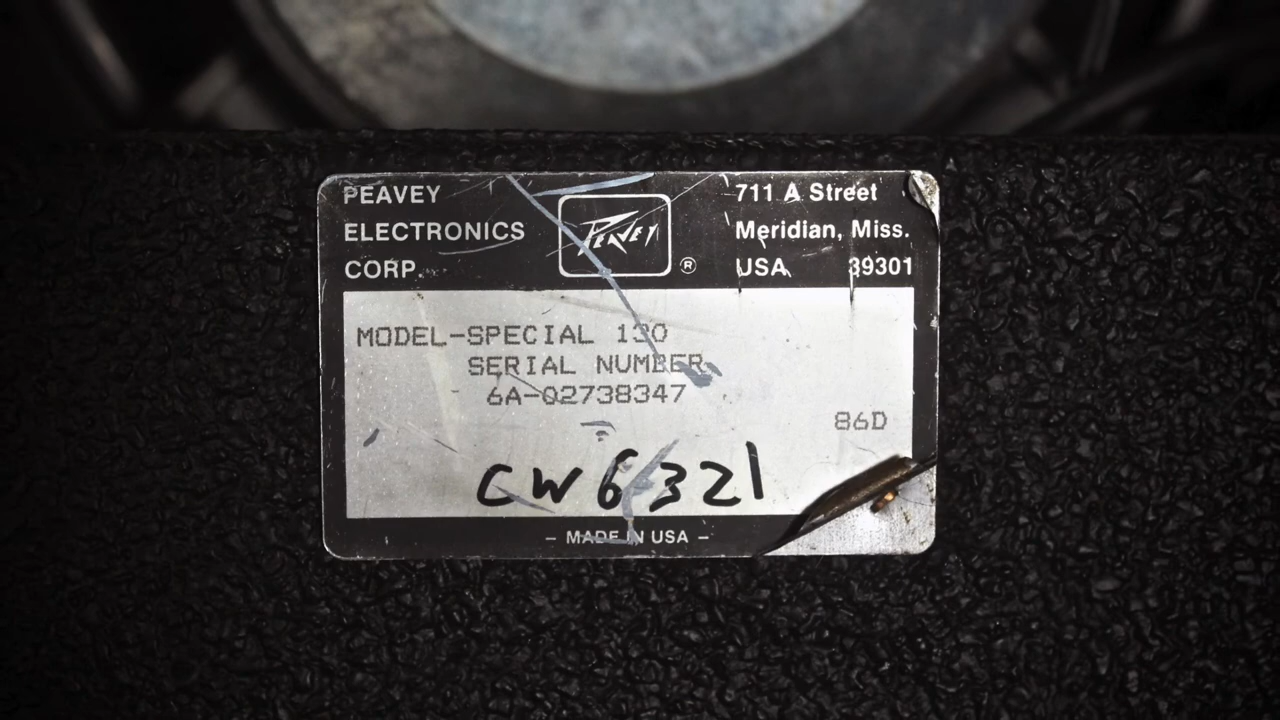 PEAVEY
ELECTRONICS
CORP.
PEAVEY
®
711 A Street
Meridian, Miss.
USA 39301
MODEL-SPECIAL 130
SERIAL NUMBER
6A-02738347
86D
CW6321
– MADE IN USA –